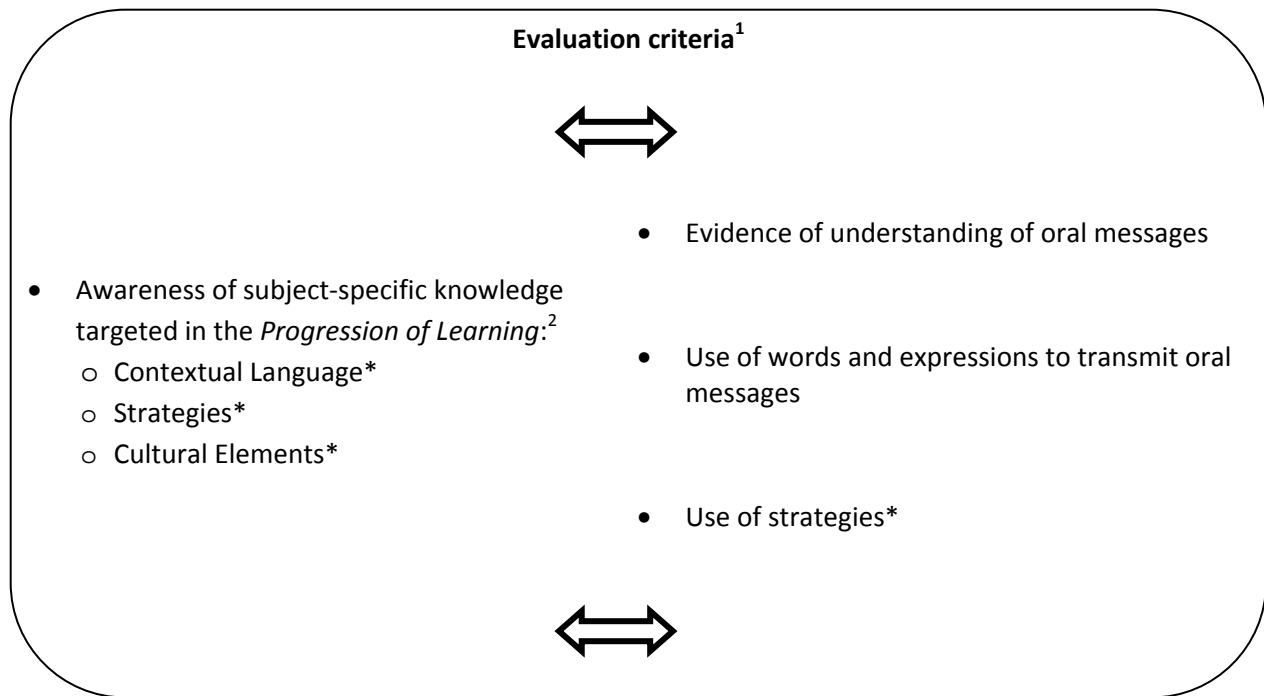 Evaluation criteria1
• Awareness of subject-specific knowledge
targeted in the Progression of Learning:2
o Contextual Language*
o Strategies*
o Cultural Elements*
• Evidence of understanding of oral messages
• Use of words and expressions to transmit oral
messages
• Use of strategies*